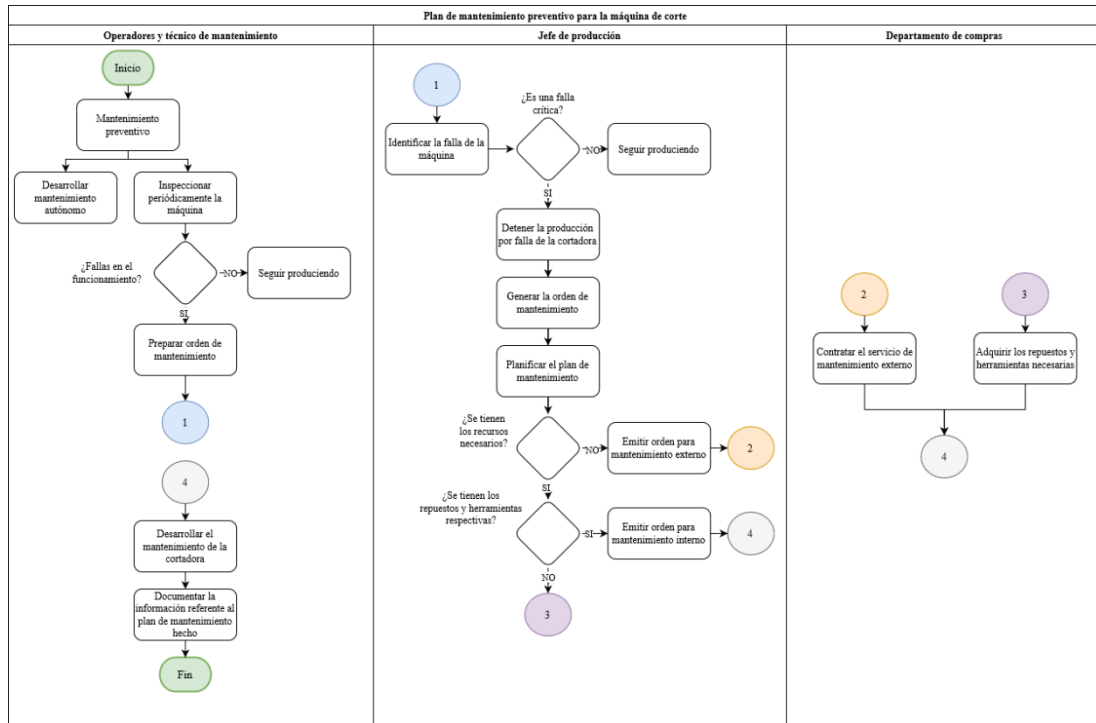 Plan de mantenimiento preventivo para la máquina de corte
Operadores y técnico de mantenimiento
Inicio
Mantenimiento
preventivo
Desarrollar
mantenimiento
autónomo
Inspeccionar
periódicamente la
máquina
¿Fallas en el
funcionamiento?
NO
Seguir produciendo
SI
Preparar orden de
mantenimiento
1
4
Desarrollar el
mantenimiento de la
cortadora
Documentar la
información referente al
plan de mantenimiento
hecho
Fin
Jefe de producción
1
Identificar la falla de la
máquina
¿Es una falla
crítica?
NO
Seguir produciendo
SI
Detener la producción
por falla de la cortadora
Generar la orden de
mantenimiento
Planificar el plan de
mantenimiento
¿Se tienen
los recursos
necesarios?
NO
Emitir orden para
mantenimiento externo
2
SI
¿Se tienen los
repuestos y herramientas
respectivas?
SI
Emitir orden para
mantenimiento interno
4
NO
3
Departamento de compras
2
Contratar el servicio de
mantenimiento externo
3
Adquirir los repuestos y
herramientas necesarias
4